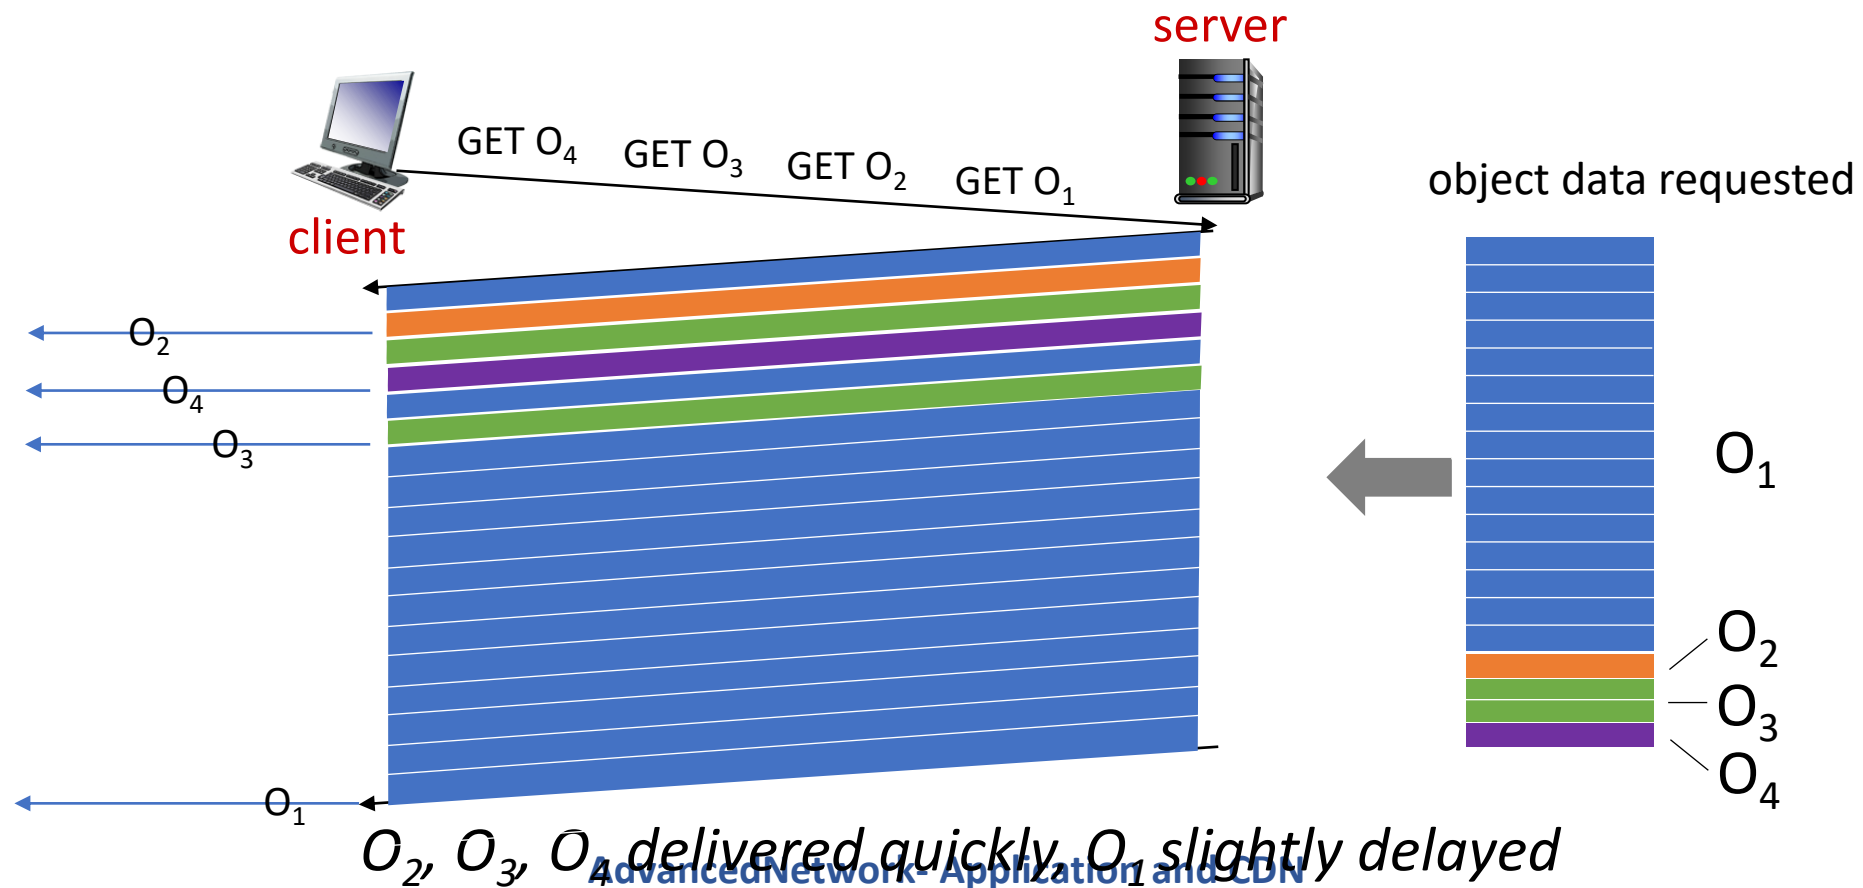 server
GET O₄
GET O₃
GET O₂
GET O₁
object data requested
client
O₂
O₄
O₃
O₁
O₁
O₂
O₃
O₄
O₂, O₃, O₄ delivered quickly, O₁ slightly delayed
AdvancedNetwork- Application and CDN